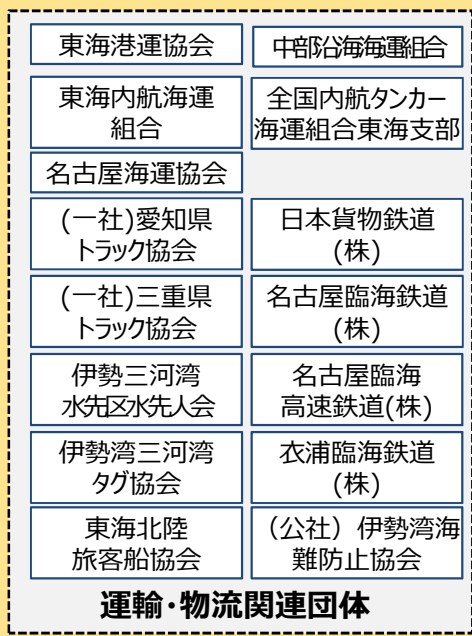 東海港運協会
中部沿海海運組合
東海内航海運
組合
全国内航タンカー
海運組合東海支部
名古屋海運協会
(一社)愛知県
トラック協会
日本貨物鉄道
(株)
(一社)三重県
トラック協会
名古屋臨海鉄道
(株)
伊勢三河湾
水先区水先人会
名古屋臨海
高速鉄道(株)
伊勢湾三河湾
タグ協会
衣浦臨海鉄道
(株)
東海北陸
旅客船協会
（公社）伊勢湾海
難防止協会
運輸・物流関連団体